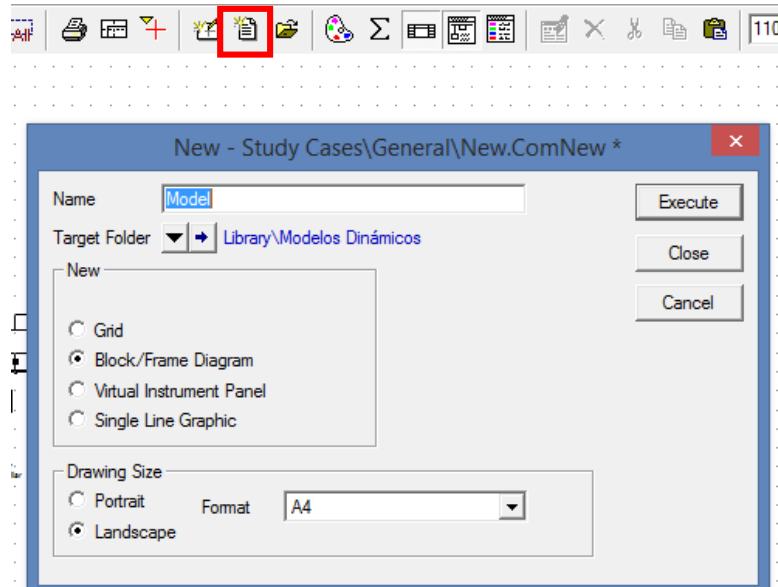 110
New - Study Cases\General\New.ComNew *
Name Model Execute
Target Folder Library\Modelos Dinámicos
Close
New
Cancel
Grid
Block/Frame Diagram
Virtual Instrument Panel
Single Line Graphic
Drawing Size
Portrait Format A4
Landscape